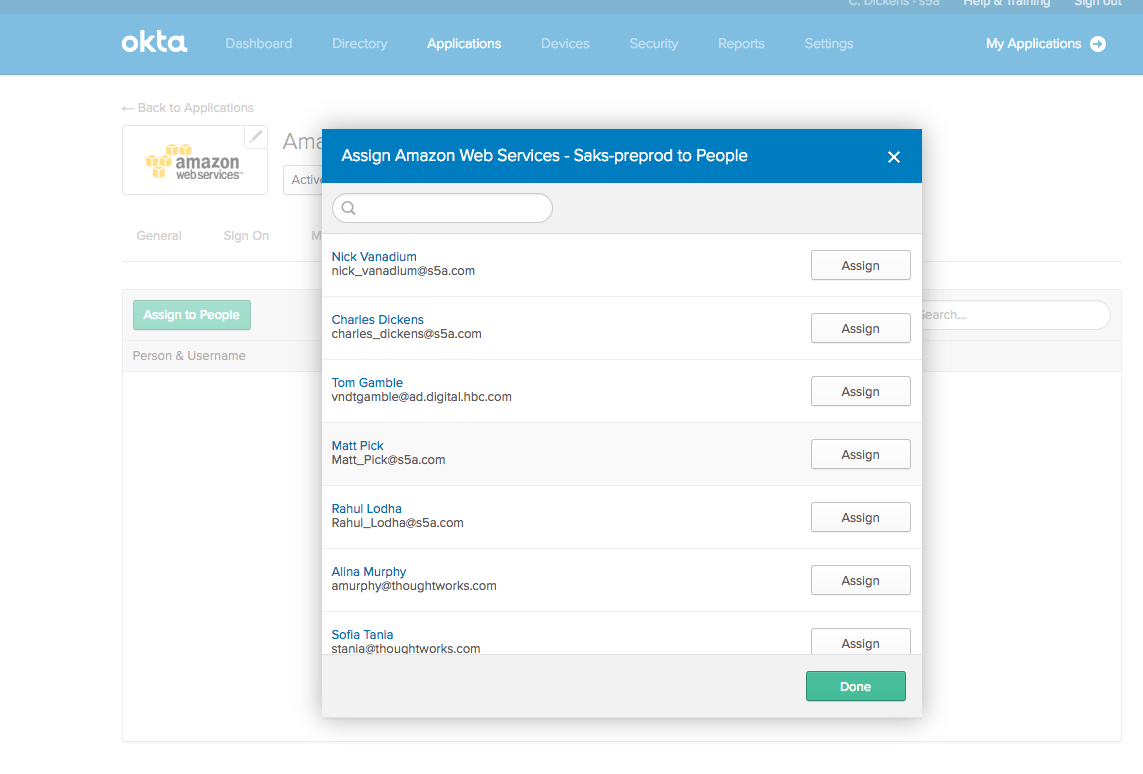 C. Dickens - s5a Help & Training Sign out
okta Dashboard Directory Applications Devices Security Reports Settings My Applications
← Back to Applications
amazon
web services™
Ama
Active
Assign Amazon Web Services - Saks-preprod to People
General Sign On M
Nick Vanadium
nick_vanadium@s5a.com
Assign
Assign to People
Search...
Charles Dickens
charles_dickens@s5a.com
Assign
Person & Username
Tom Gamble
vndtgamble@ad.digital.hbc.com
Assign
Matt Pick
Matt_Pick@s5a.com
Assign
Rahul Lodha
Rahul_Lodha@s5a.com
Assign
Alina Murphy
amurphy@thoughtworks.com
Assign
Sofia Tania
stania@thoughtworks.com
Assign
Done